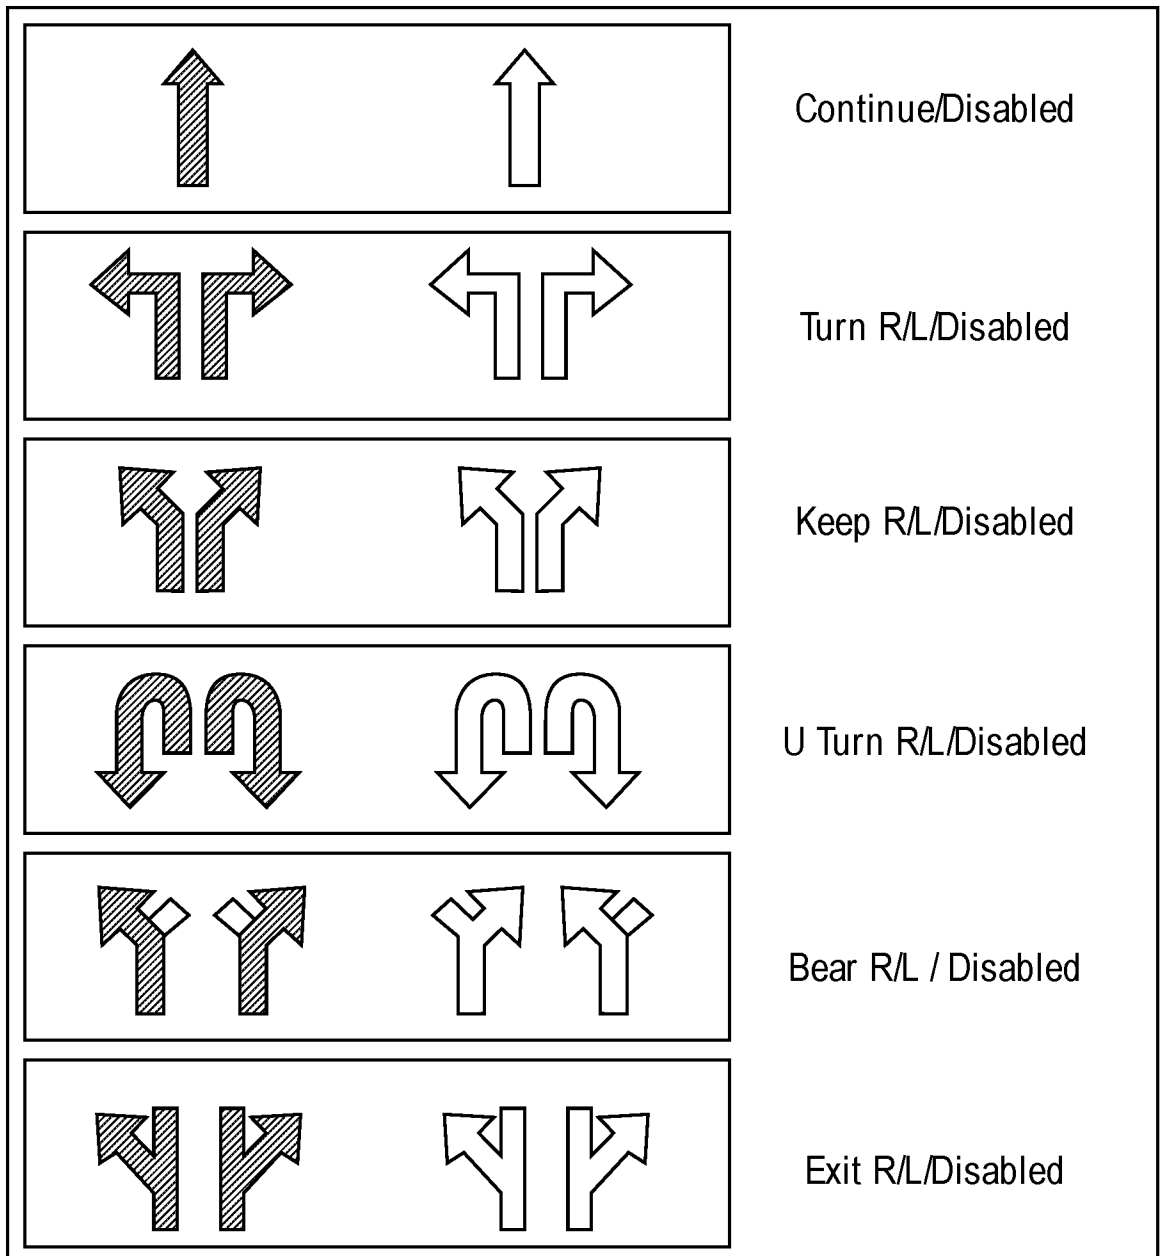 Continue/Disabled
Turn R/L/Disabled
Keep R/L/Disabled
U Turn R/L/Disabled
Bear R/L / Disabled
Exit R/L/Disabled